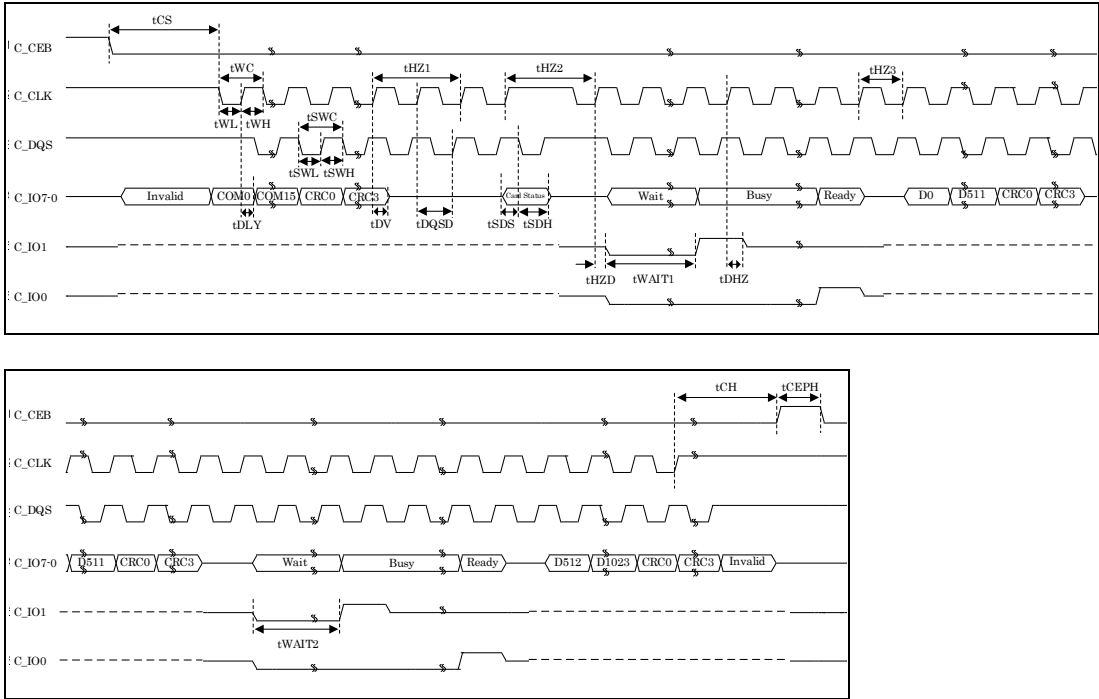 tCS
C_CEB
tWC tHZ1 tHZ2 tHZ3
C_CLK
tWL tWH tSWC
C_DQS
tSWL tSWH
C_IO7-0 Invalid COM0 COM15 CRC0 CRC3 Card Status Wait Busy Ready D0 D511 CRC0 CRC3
tDLY tDV tDQSD tSDS tSDH
C_IO1
tHZD tWAIT1 tDHZ
C_IO0
tCH tCEPH
C_CEB
C_CLK
C_DQS
C_IO7-0 D511 CRC0 CRC3 Wait Busy Ready D512 D1023 CRC0 CRC3 Invalid
C_IO1
tWAIT2
C_IO0